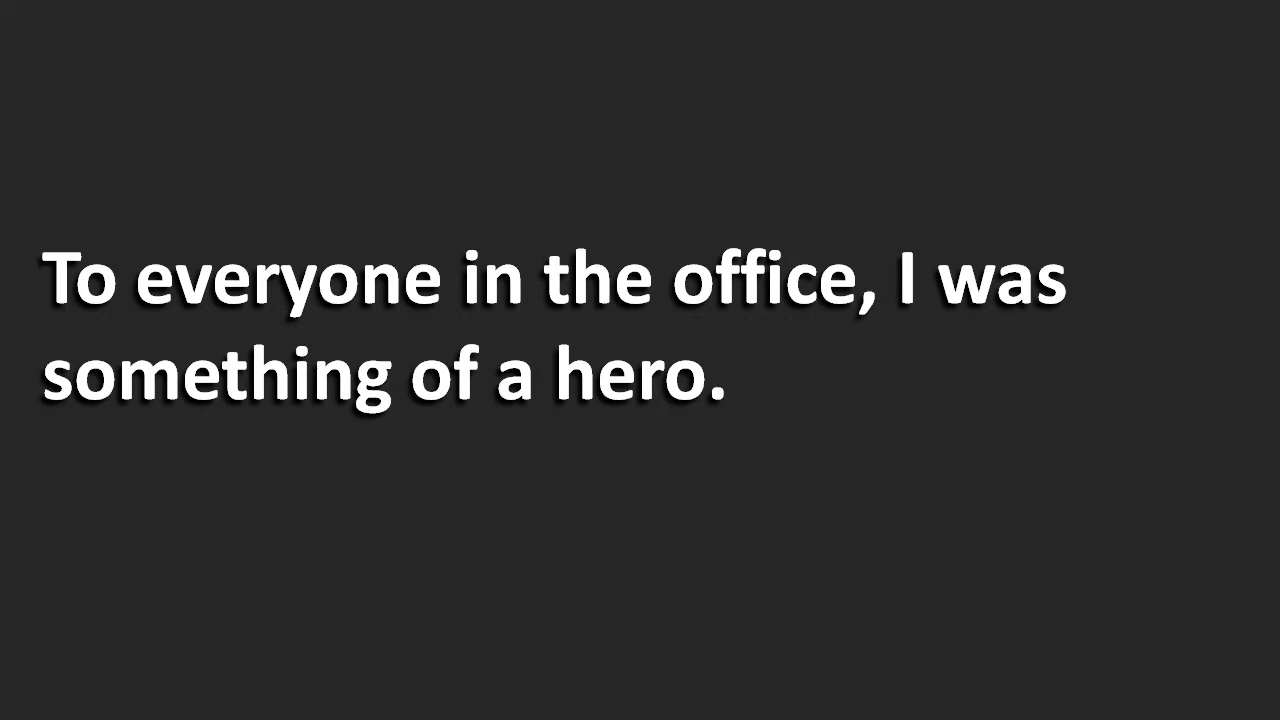 To everyone in the office, I was
something of a hero.